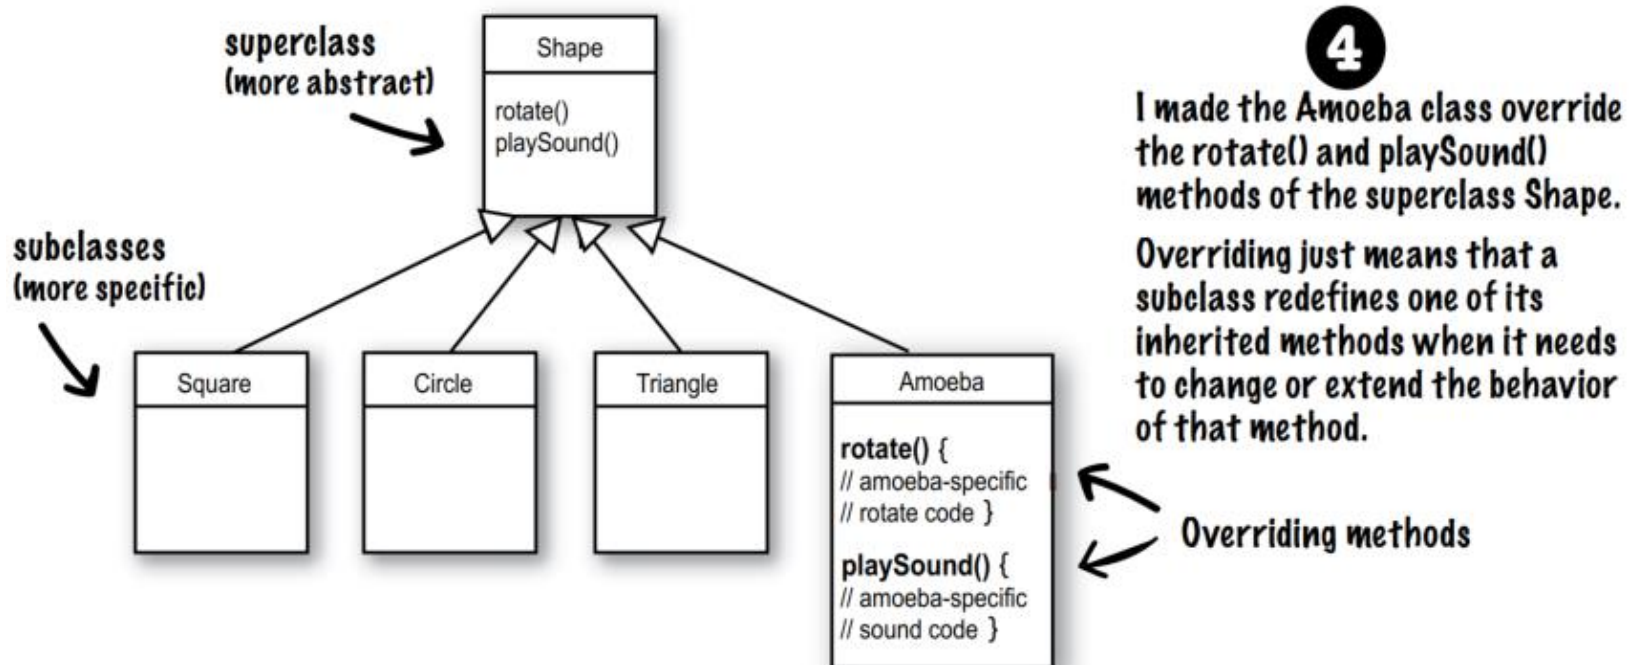 superclass
(more abstract)
Shape
rotate()
playSound()
4
I made the Amoeba class override
the rotate() and playSound()
methods of the superclass Shape.
Overriding just means that a
subclass redefines one of its
inherited methods when it needs
to change or extend the behavior
of that method.
subclasses
(more specific)
Square
Circle
Triangle
Amoeba
rotate() {
// amoeba-specific
// rotate code }
playSound() {
// amoeba-specific
// sound code }
Overriding methods